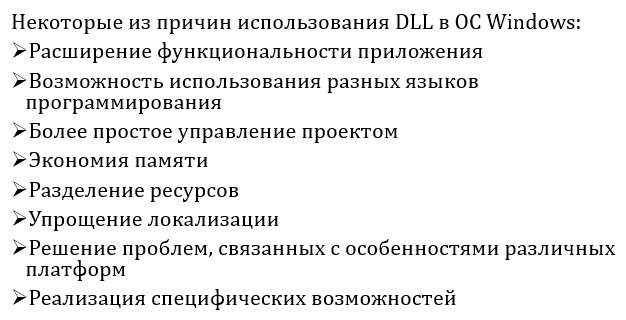 Некоторые из причин использования DLL в ОС Windows:
➢Расширение функциональности приложения
➢Возможность использования разных языков
программирования
➢Более простое управление проектом
➢Экономия памяти
➢Разделение ресурсов
➢Упрощение локализации
➢Решение проблем, связанных с особенностями различных
платформ
➢Реализация специфических возможностей